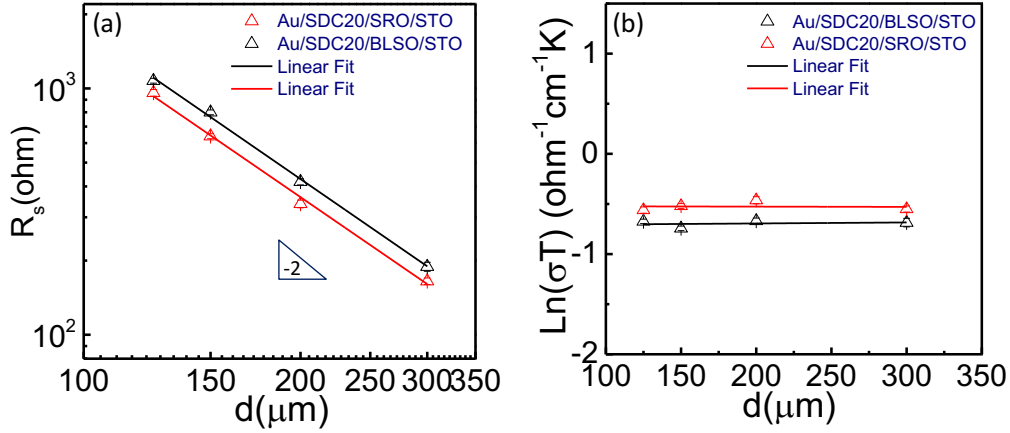 (a)
Au/SDC20/SRO/STO
Au/SDC20/BLSO/STO
Linear Fit
Linear Fit
10³
10²
-2
R_s(ohm)
100 150 200 250 300 350
d(μm)
(b)
Au/SDC20/BLSO/STO
Au/SDC20/SRO/STO
Linear Fit
Linear Fit
1
0
-1
-2
Ln(σT) (ohm⁻¹cm⁻¹K)
100 150 200 250 300 350
d(μm)